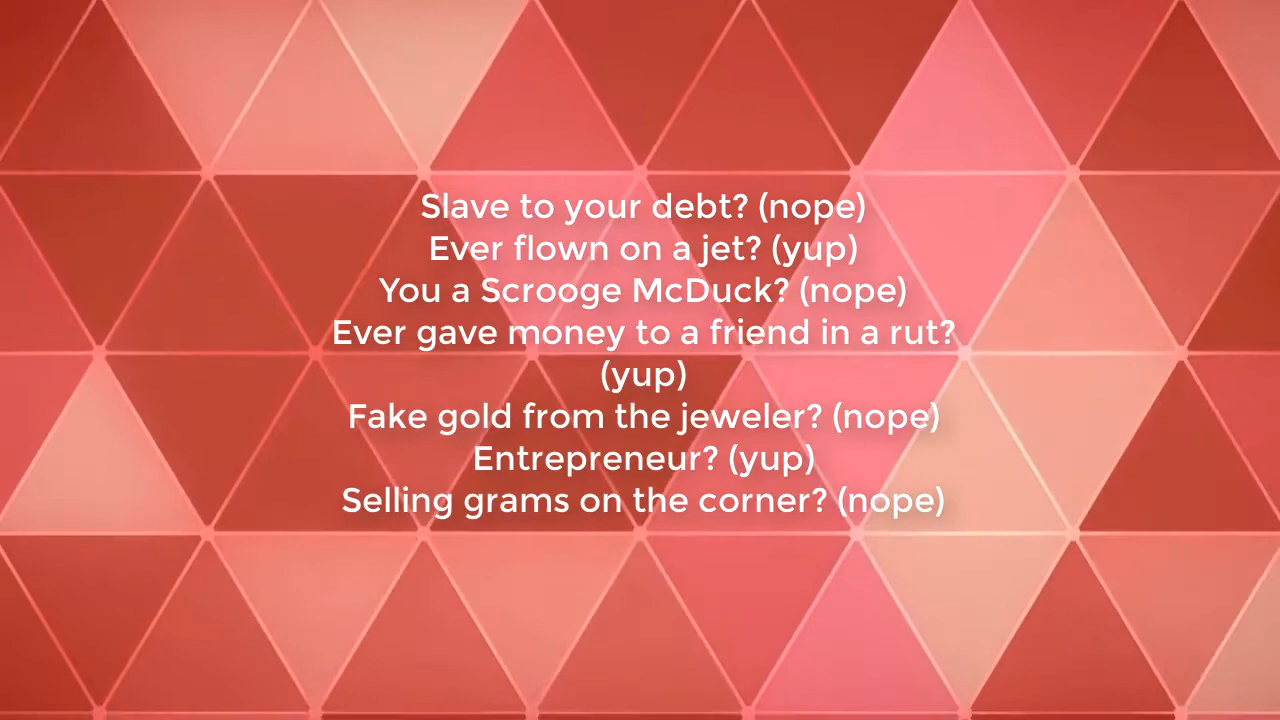 Slave to your debt? (nope)
Ever flown on a jet? (yup)
You a Scrooge McDuck? (nope)
Ever gave money to a friend in a rut?
(yup)
Fake gold from the jeweler? (nope)
Entrepreneur? (yup)
Selling grams on the corner? (nope)